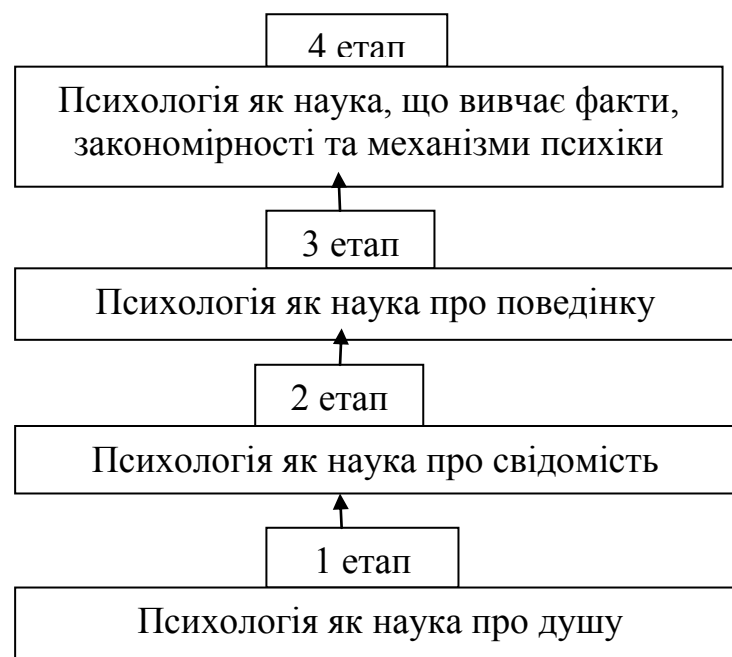 4 етап
Психологія як наука, що вивчає факти,
закономірності та механізми психіки
3 етап
Психологія як наука про поведінку
2 етап
Психологія як наука про свідомість
1 етап
Психологія як наука про душу